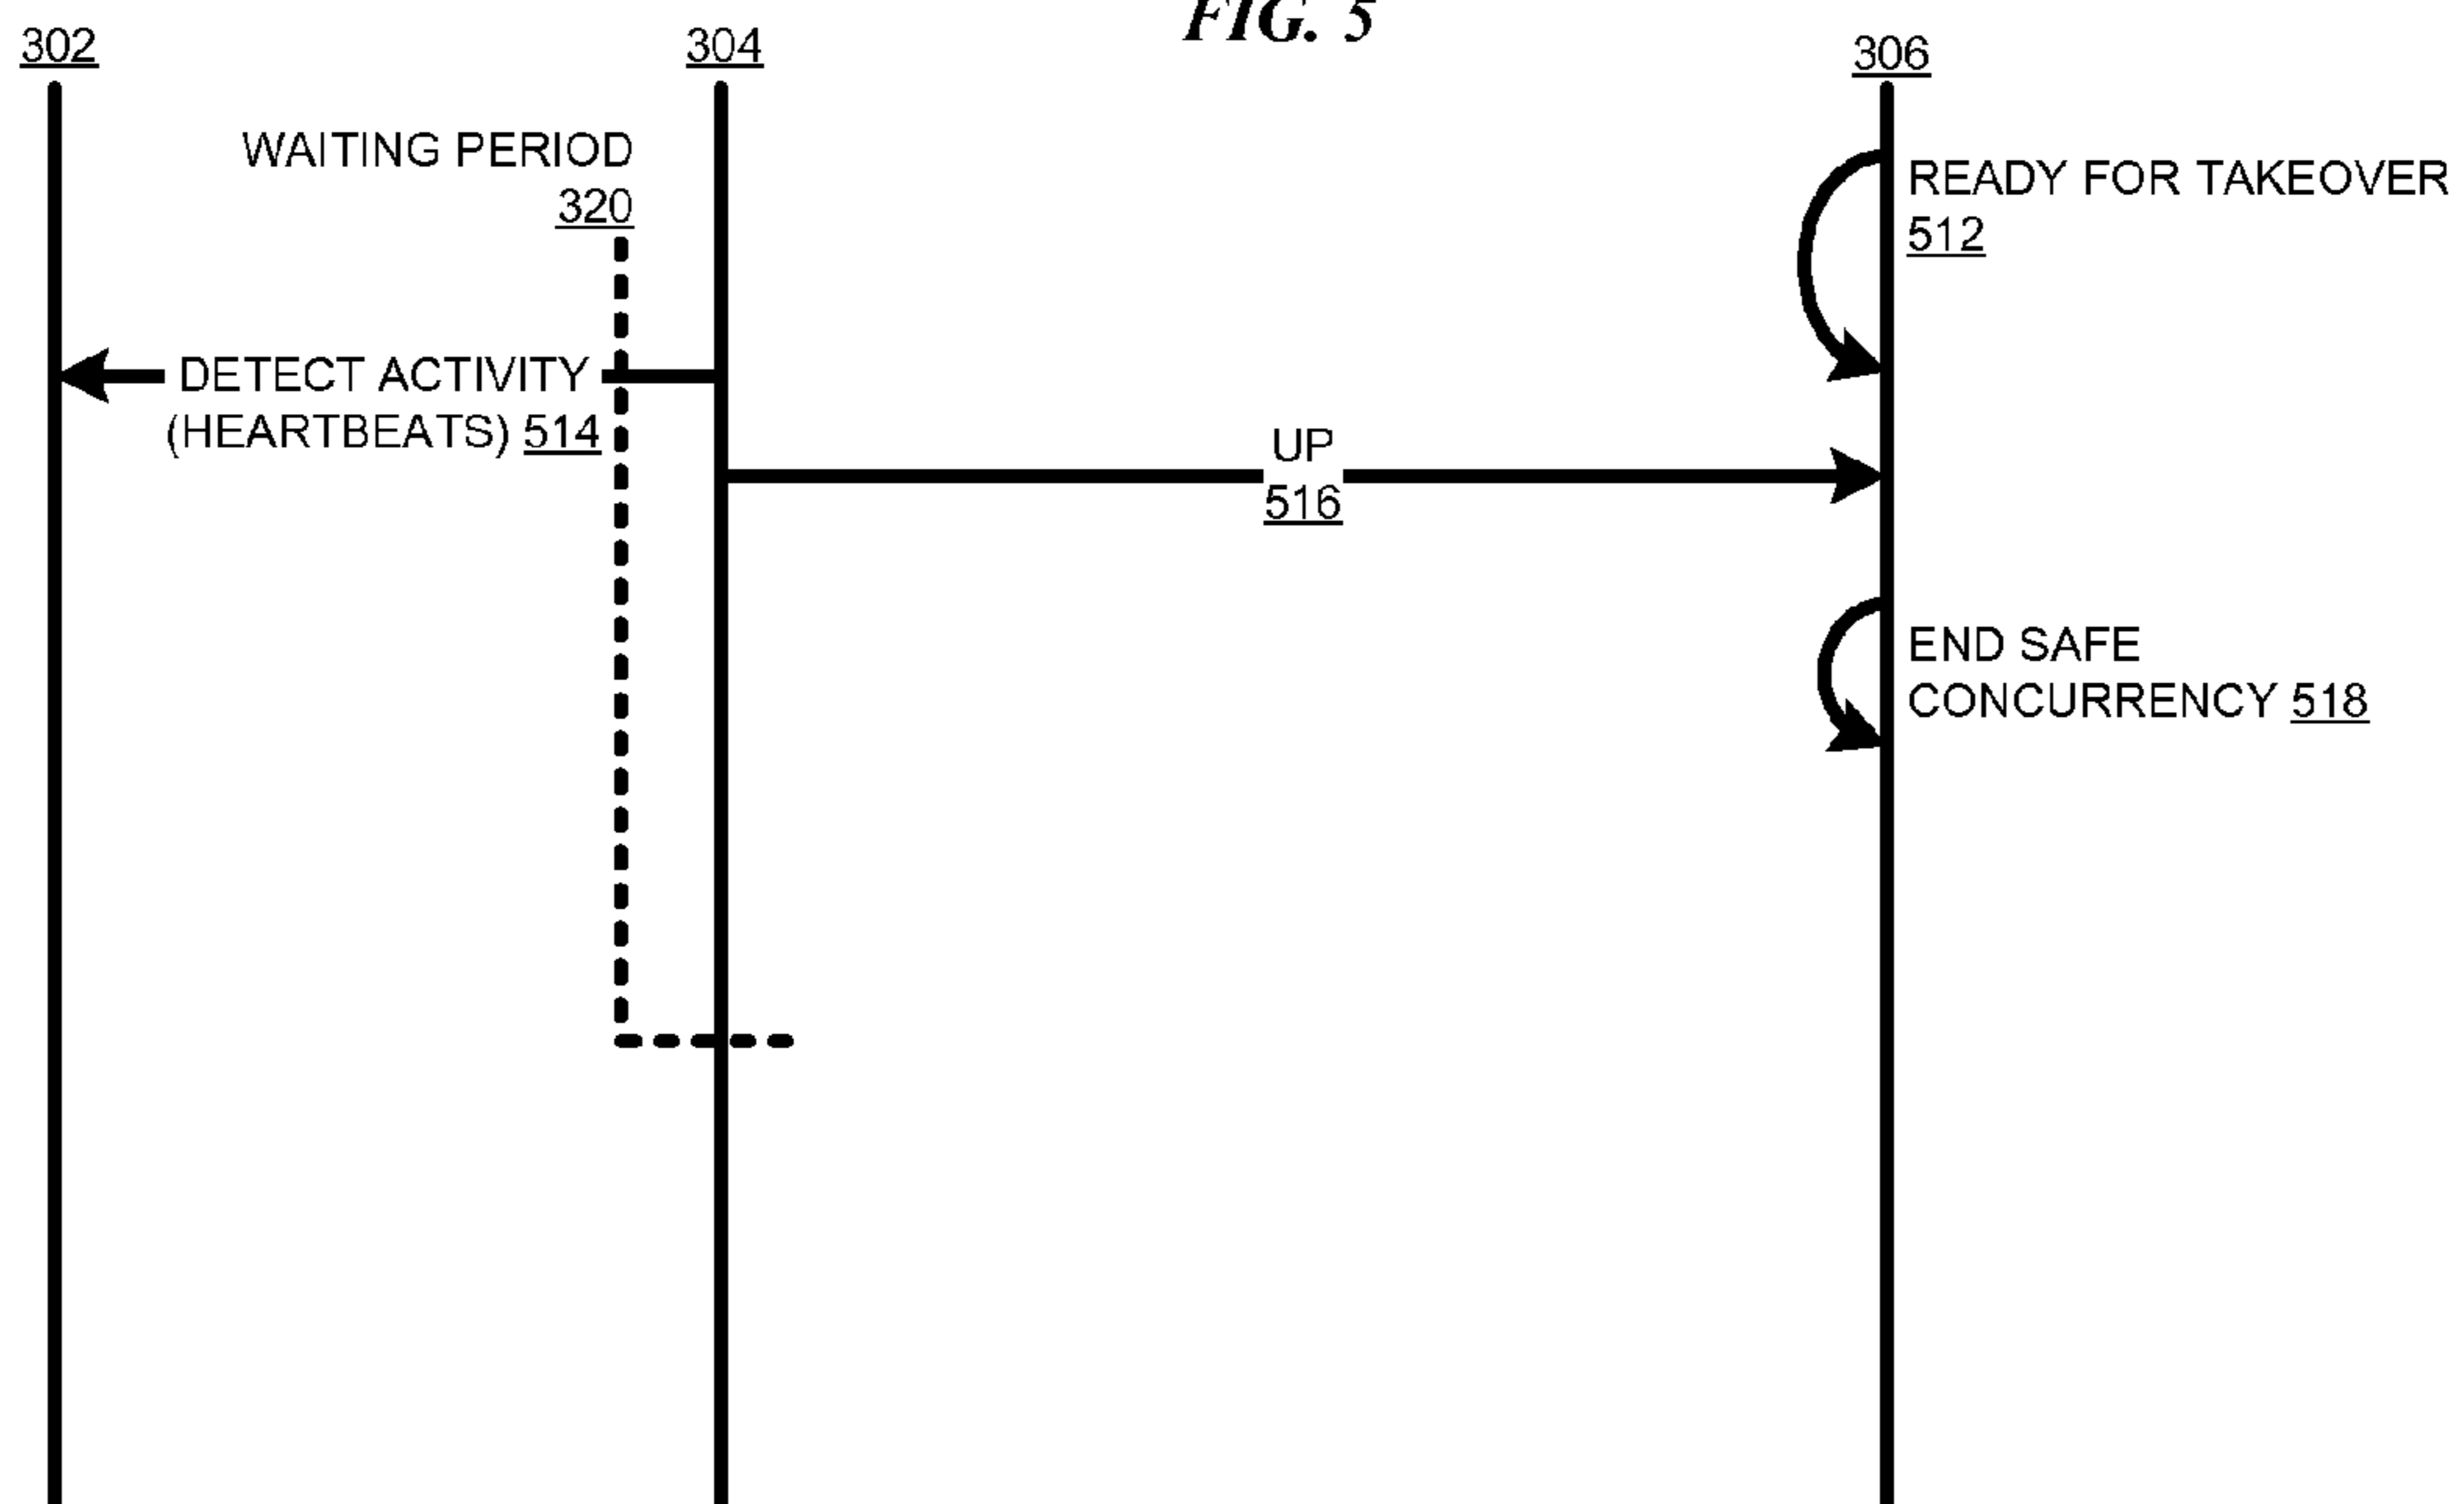 FIG. 5
302
304
306
WAITING PERIOD
320
READY FOR TAKEOVER
512
DETECT ACTIVITY
(HEARTBEATS) 514
UP
516
END SAFE
CONCURRENCY 518